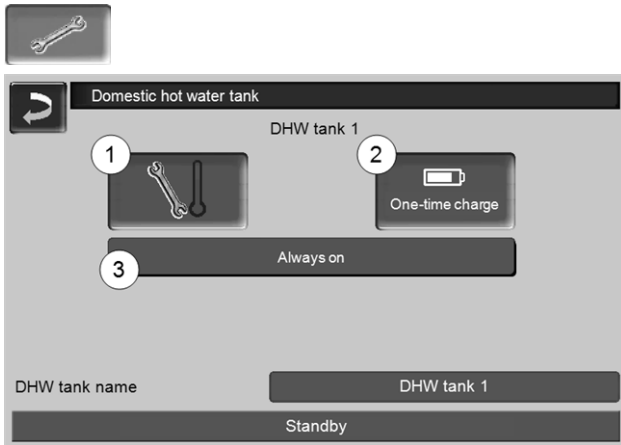 Domestic hot water tank
DHW tank 1
1
2
One-time charge
3
Always on
DHW tank name
DHW tank 1
Standby